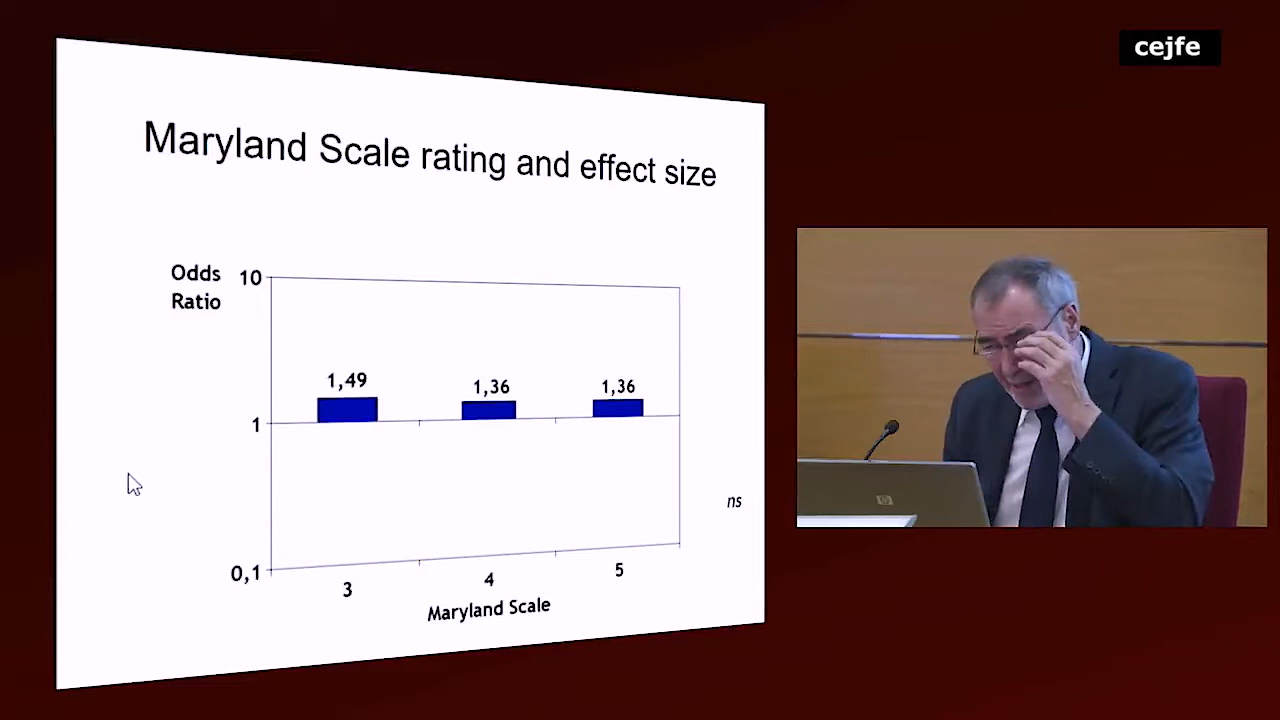 cejfe
Maryland Scale rating and effect size
Odds
Ratio
10
1,49
1,36
1,36
1
ns
0,1
3
4
5
Maryland Scale
hp